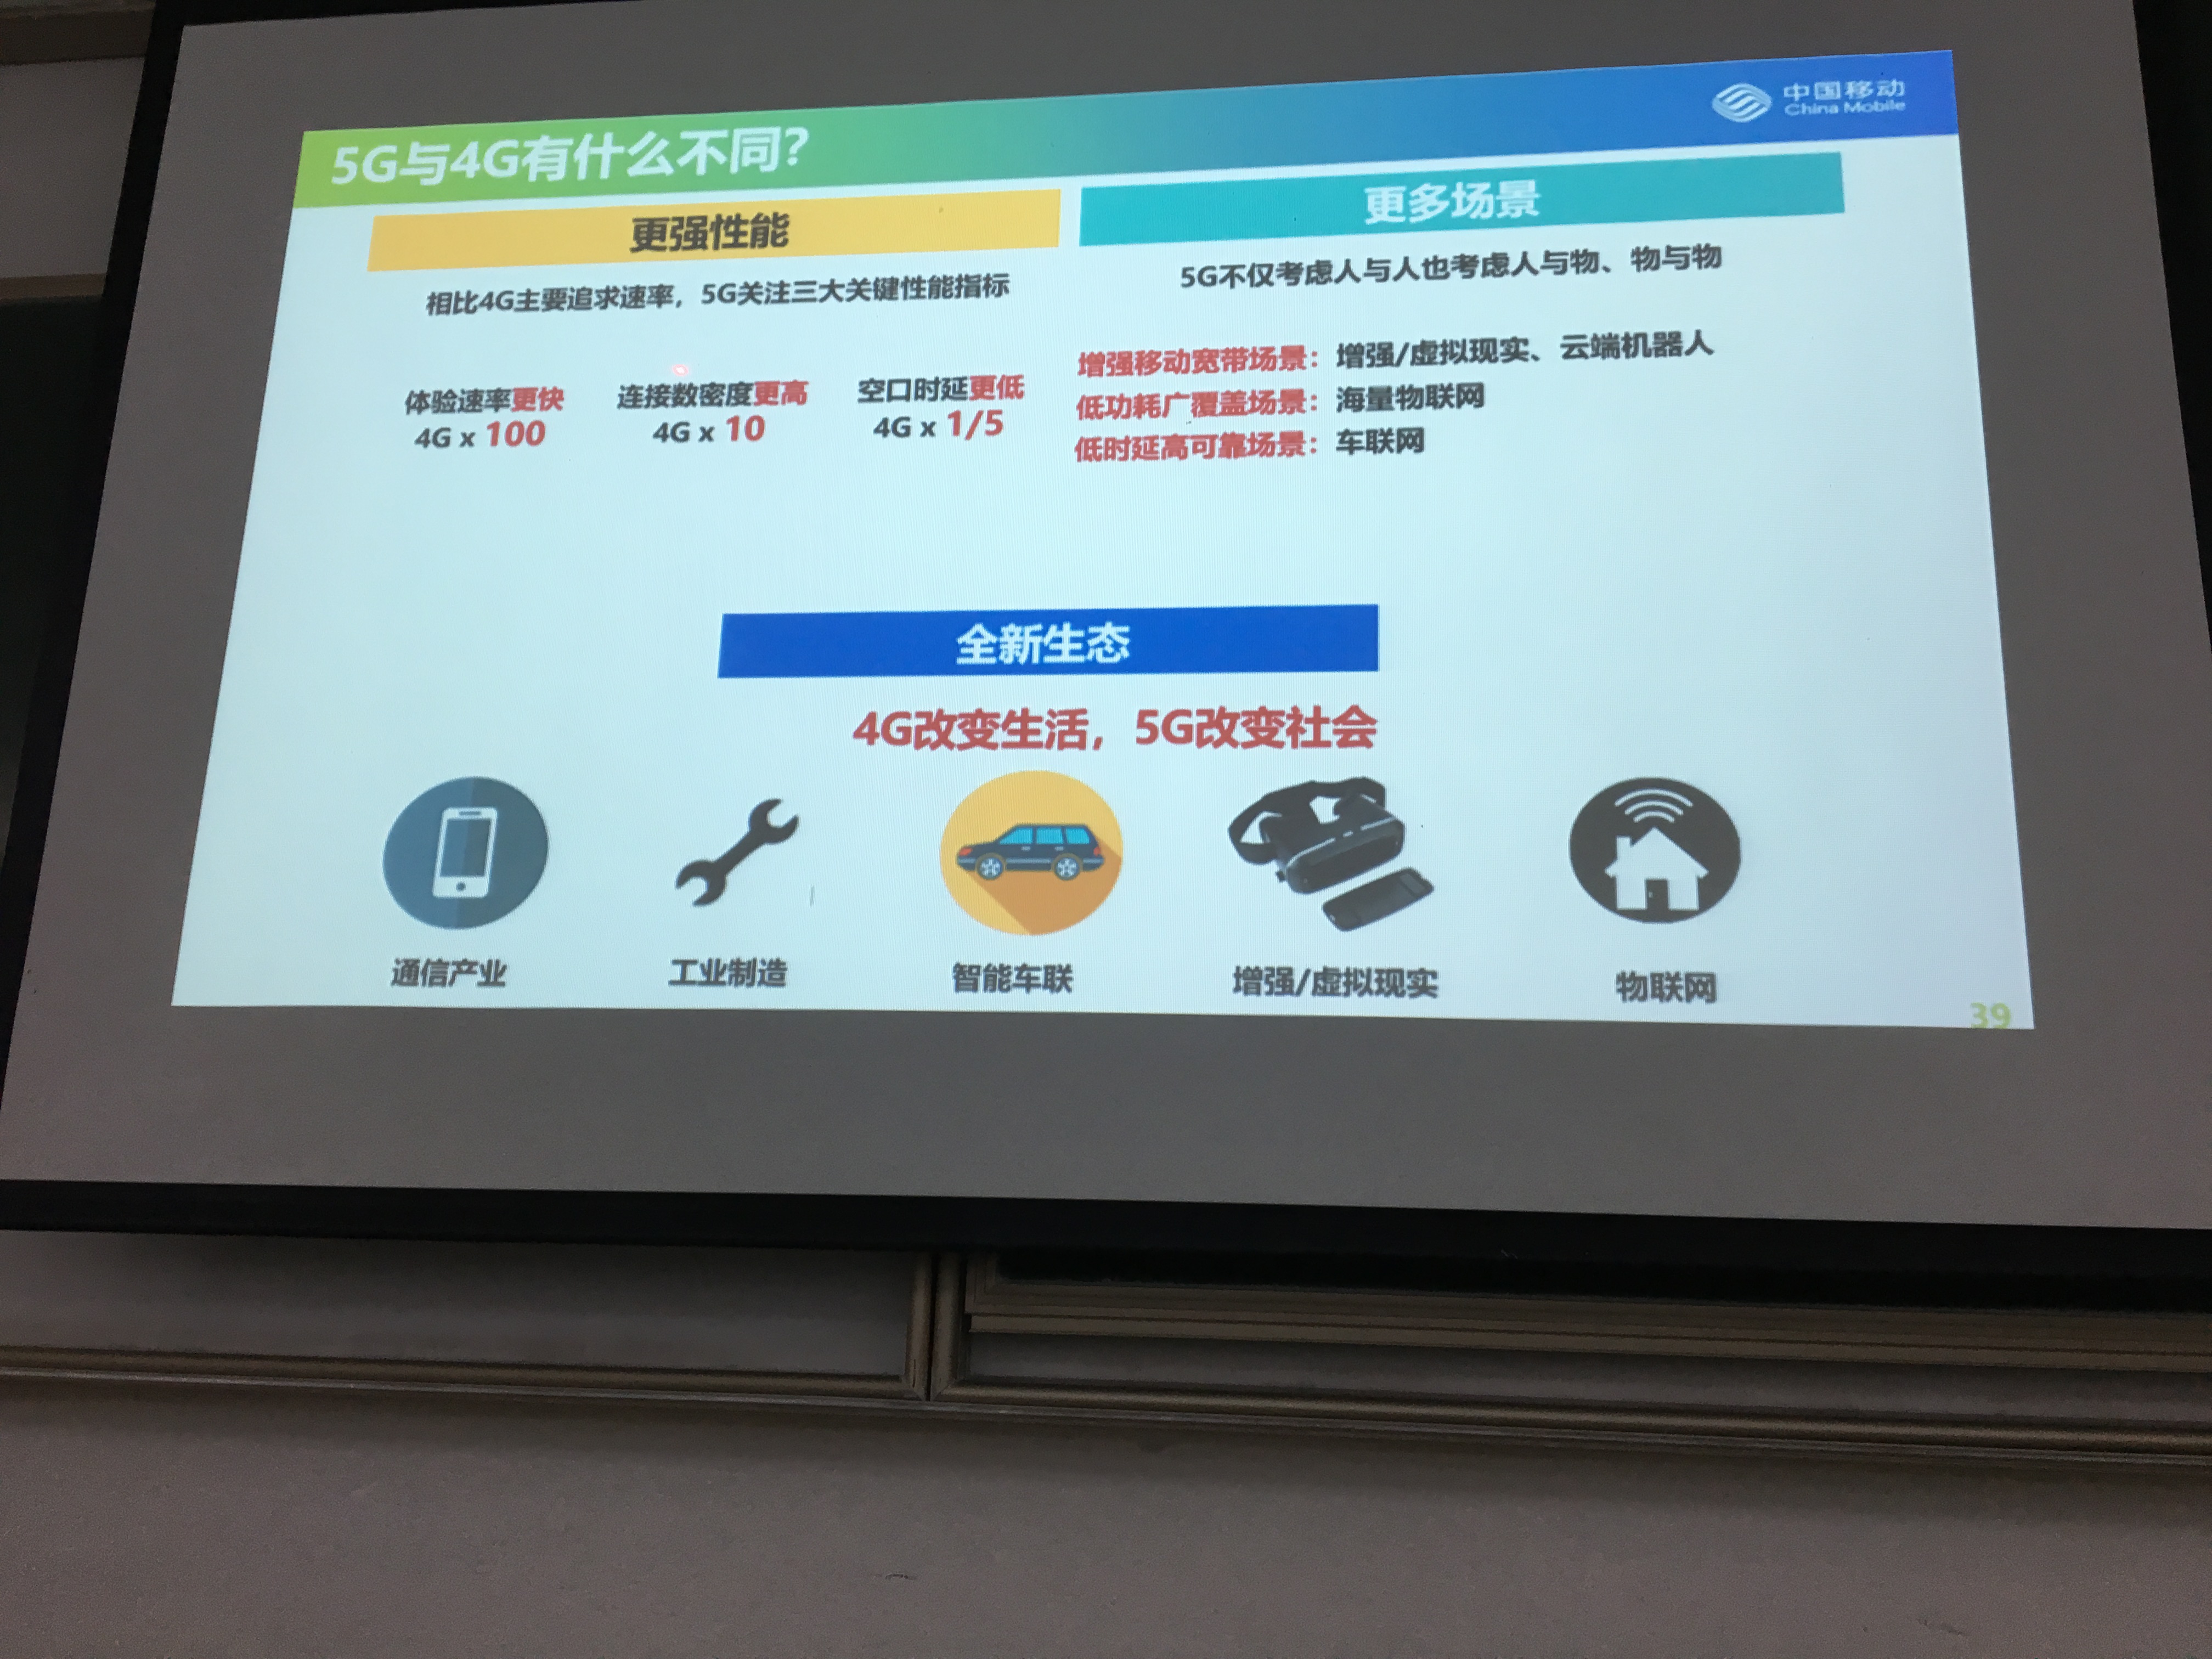 中国移动
China Mobile
5G与4G有什么不同?
更强性能
相比4G主要追求速率，5G关注三大关键性能指标
体验速率更快
4G x 100
连接数密度更高
4G x 10
空口时延更低
4G x 1/5
更多场景
5G不仅考虑人与人也考虑人与物、物与物
增强移动宽带场景：增强/虚拟现实、云端机器人
低功耗广覆盖场景：海量物联网
低时延高可靠场景：车联网
全新生态
4G改变生活，5G改变社会
通信产业
工业制造
智能车联
增强/虚拟现实
物联网
39